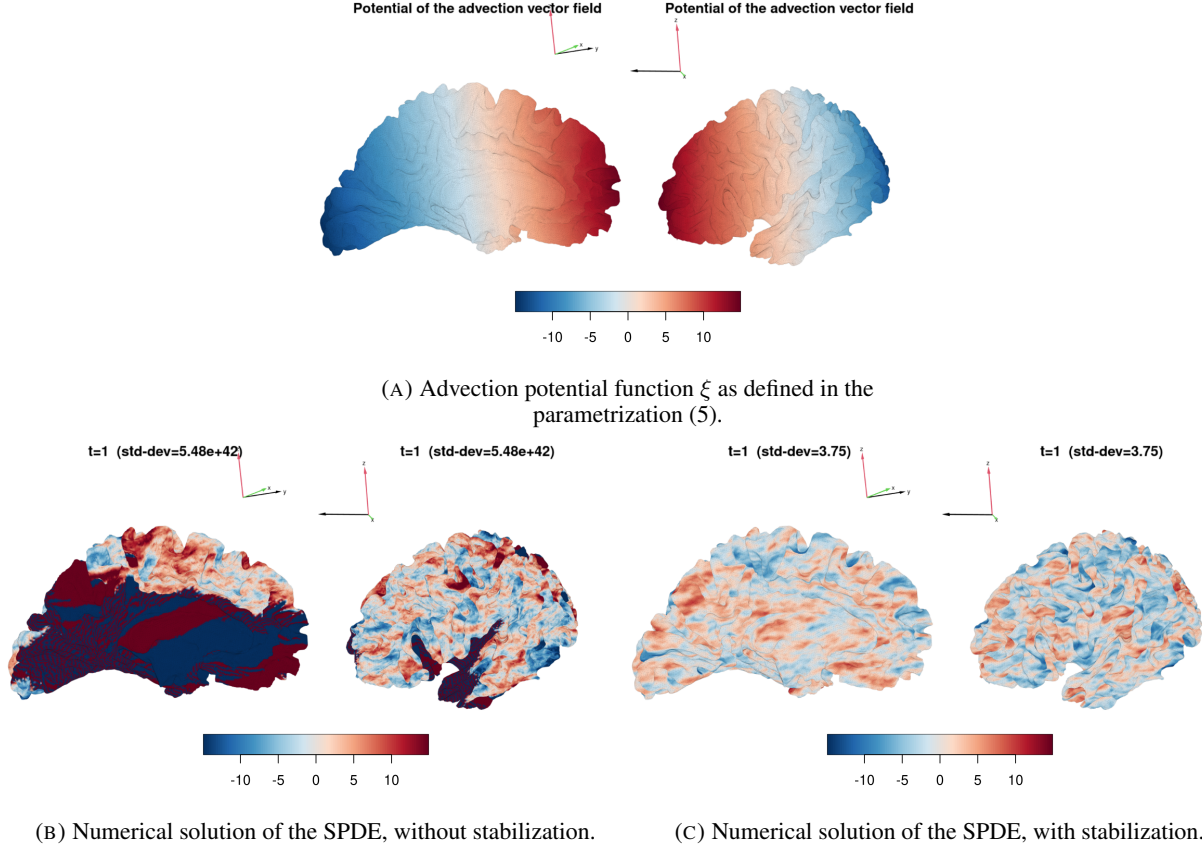 Potential of the advection vector field
Potential of the advection vector field
z
x
y
x
-10 -5 0 5 10
(A) Advection potential function ξ as defined in the
parametrization (5).
t=1 (std-dev=5.48e+42)
t=1 (std-dev=5.48e+42)
t=1 (std-dev=3.75)
t=1 (std-dev=3.75)
x
y
z
x
z
x
y
z
x
-10 -5 0 5 10
-10 -5 0 5 10
(B) Numerical solution of the SPDE, without stabilization.
(C) Numerical solution of the SPDE, with stabilization.